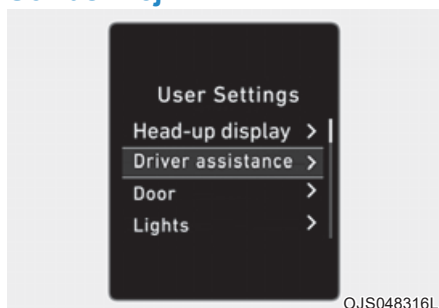 User Settings
Head-up display >
Driver assistance >
Door >
Lights >
OJS048316L